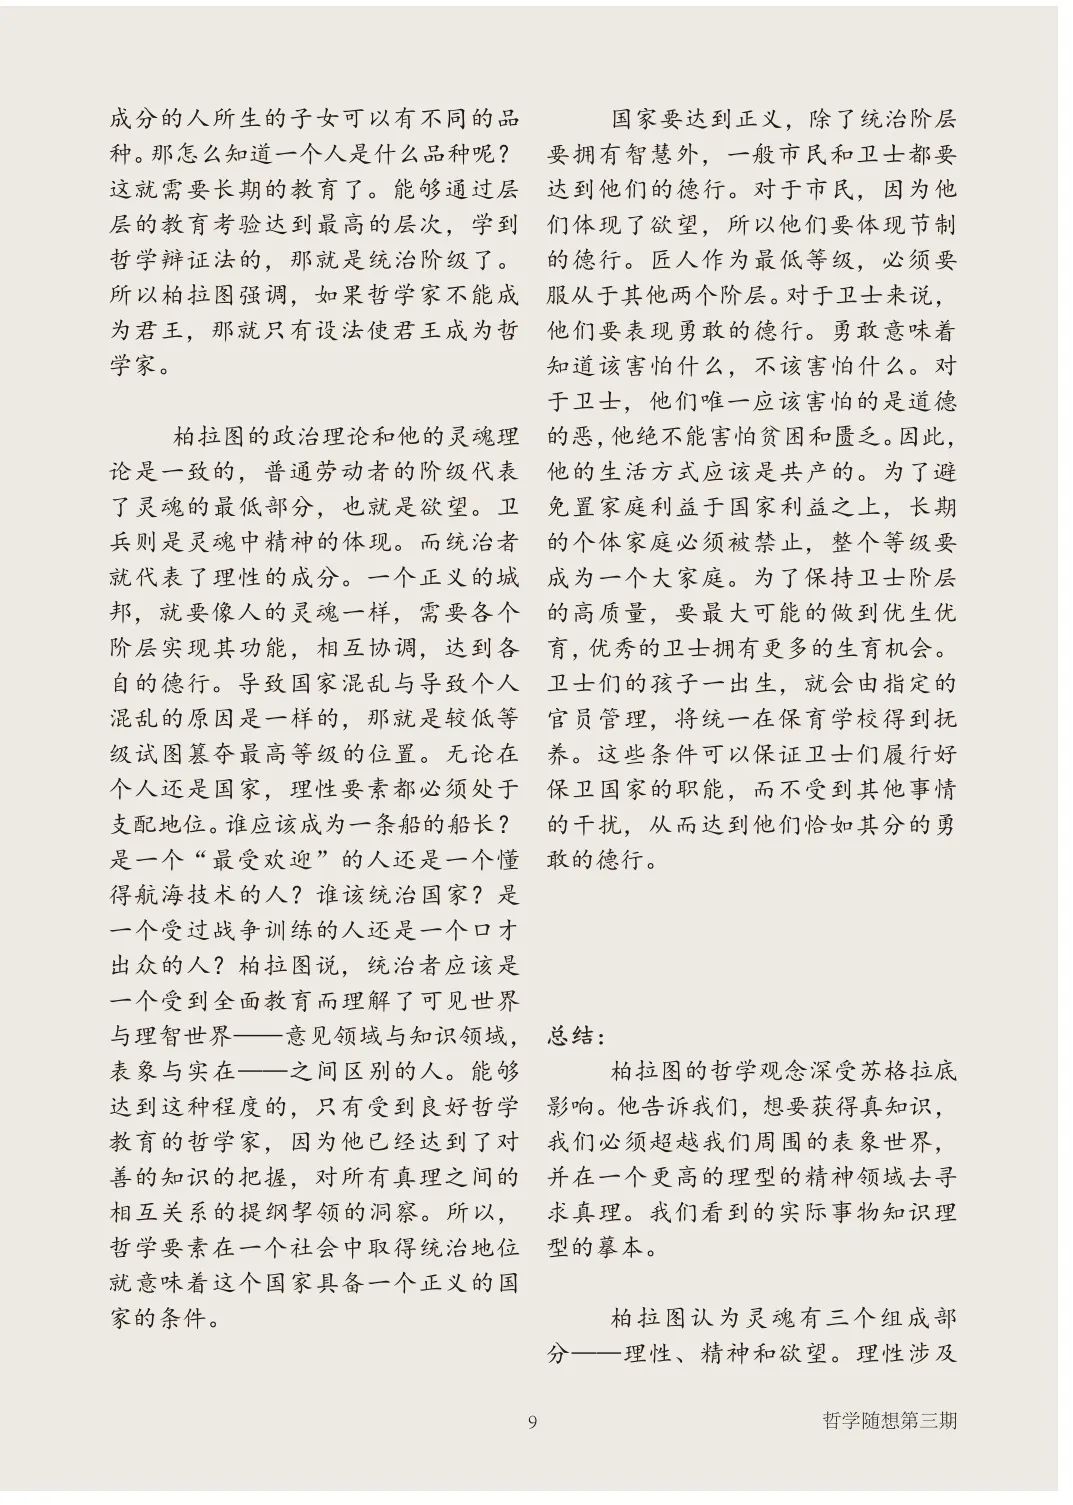 成分的人所生的子女可以有不同的品
种。那怎么知道一个人是什么品种呢？
这就需要长期的教育了。能够通过层
层的教育考验达到最高的层次，学到
哲学辩证法的，那就是统治阶级了。
所以柏拉图强调，如果哲学家不能成
为君王，那就只有设法使君王成为哲
学家。
柏拉图的政治理论和他的灵魂理
论是一致的，普通劳动者的阶级代表
了灵魂的最低部分，也就是欲望。卫
兵则是灵魂中精神的体现。而统治者
就代表了理性的成分。一个正义的城
邦，就要像人的灵魂一样，需要各个
阶层实现其功能，相互协调，达到各
自的德行。导致国家混乱与导致个人
混乱的原因是一样的，那就是较低等
级试图篡夺最高等级的位置。无论在
个人还是国家，理性要素都必须处于
支配地位。谁应该成为一条船的船长？
是一个“最受欢迎”的人还是一个懂
得航海技术的人？谁该统治国家？是
一个受过战争训练的人还是一个口才
出众的人？柏拉图说，统治者应该是
一个受到全面教育而理解了可见世界
与理智世界——意见领域与知识领域，
表象与实在——之间区别的人。能够
达到这种程度的，只有受到良好哲学
教育的哲学家，因为他已经达到了对
善的知识的把握，对所有真理之间的
相互关系的提纲挈领的洞察。所以，
哲学要素在一个社会中取得统治地位
就意味着这个国家具备一个正义的国
家的条件。
国家要达到正义，除了统治阶层
要拥有智慧外，一般市民和卫士都要
达到他们的德行。对于市民，因为他
们体现了欲望，所以他们要体现节制
的德行。匠人作为最低等级，必须要
服从于其他两个阶层。对于卫士来说，
他们要表现勇敢的德行。勇敢意味着
知道该害怕什么，不该害怕什么。对
于卫士，他们唯一应该害怕的是道德
的恶，他绝不能害怕贫困和匮乏。因此，
他的生活方式应该是共产的。为了避
免置家庭利益于国家利益之上，长期
的个体家庭必须被禁止，整个等级要
成为一个大家庭。为了保持卫士阶层
的高质量，要最大可能的做到优生优
育，优秀的卫士拥有更多的生育机会。
卫士们的孩子一出生，就会由指定的
官员管理，将统一在保育学校得到抚
养。这些条件可以保证卫士们履行好
保卫国家的职能，而不受到其他事情
的干扰，从而达到他们恰如其分的勇
敢的德行。
总结：
柏拉图的哲学观念深受苏格拉底
影响。他告诉我们，想要获得真知识，
我们必须超越我们周围的表象世界，
并在一个更高的理型的精神领域去寻
求真理。我们看到的实际事物知识理
型的摹本。
柏拉图认为灵魂有三个组成部
分——理性、精神和欲望。理性涉及
9
哲学随想第三期